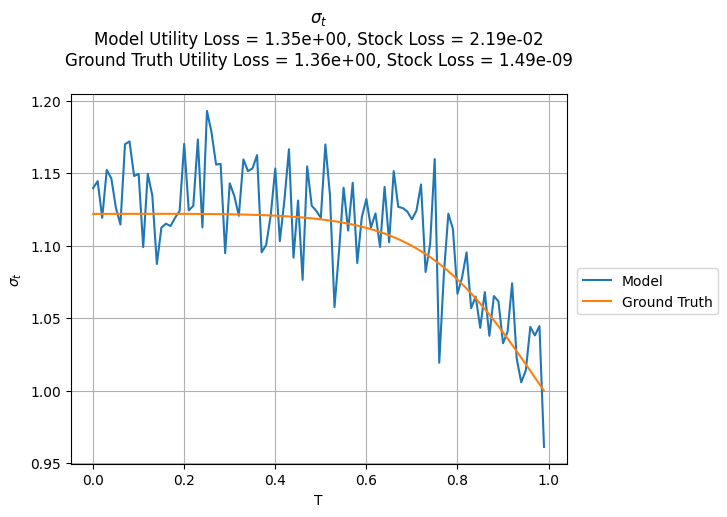 σₜ
Model Utility Loss = 1.35e+00, Stock Loss = 2.19e-02
Ground Truth Utility Loss = 1.36e+00, Stock Loss = 1.49e-09
1.20
1.15
1.10
1.05
1.00
0.95
σₜ
0.0
0.2
0.4
0.6
0.8
1.0
T
Model
Ground Truth